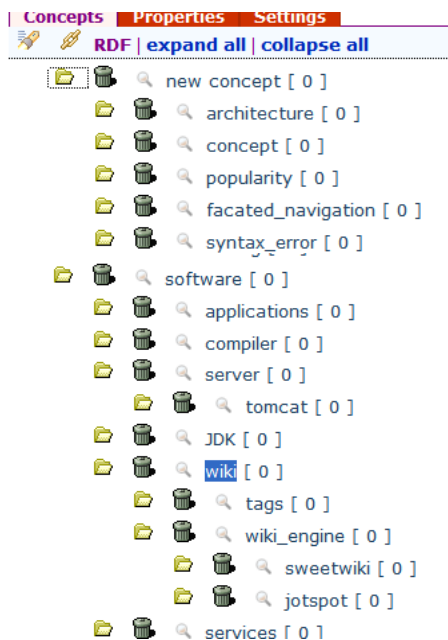 Concepts Properties Settings
RDF | expand all | collapse all
new concept [ 0 ]
architecture [ 0 ]
concept [ 0 ]
popularity [ 0 ]
facated_navigation [ 0 ]
syntax_error [ 0 ]
software [ 0 ]
applications [ 0 ]
compiler [ 0 ]
server [ 0 ]
tomcat [ 0 ]
JDK [ 0 ]
wiki [ 0 ]
tags [ 0 ]
wiki_engine [ 0 ]
sweetwiki [ 0 ]
jotspot [ 0 ]
services [ 0 ]